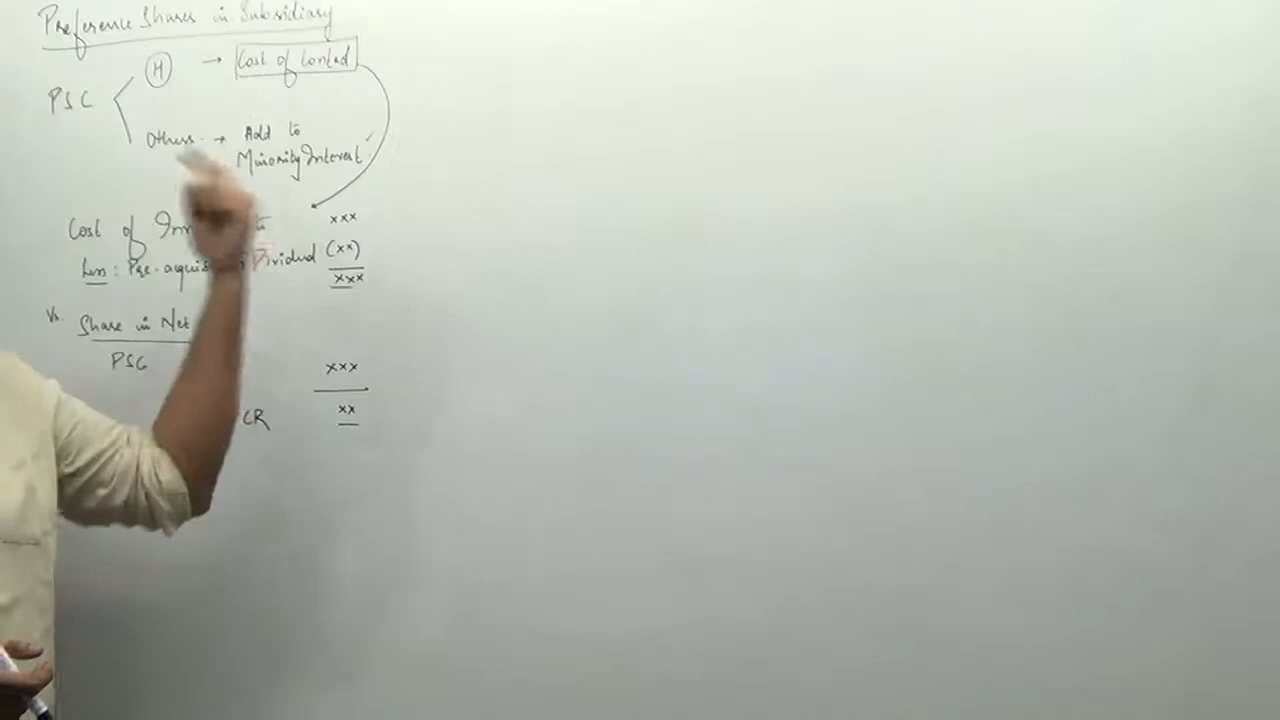 Preference Shares in Subsidiary
PSC
H → Cost of Control
Others → Add to
Minority Interest
Cost of xxx
Less: Pre-acquis Dividend (xx)
xxx
Vs. Share in Net
PSC xxx
CR xx